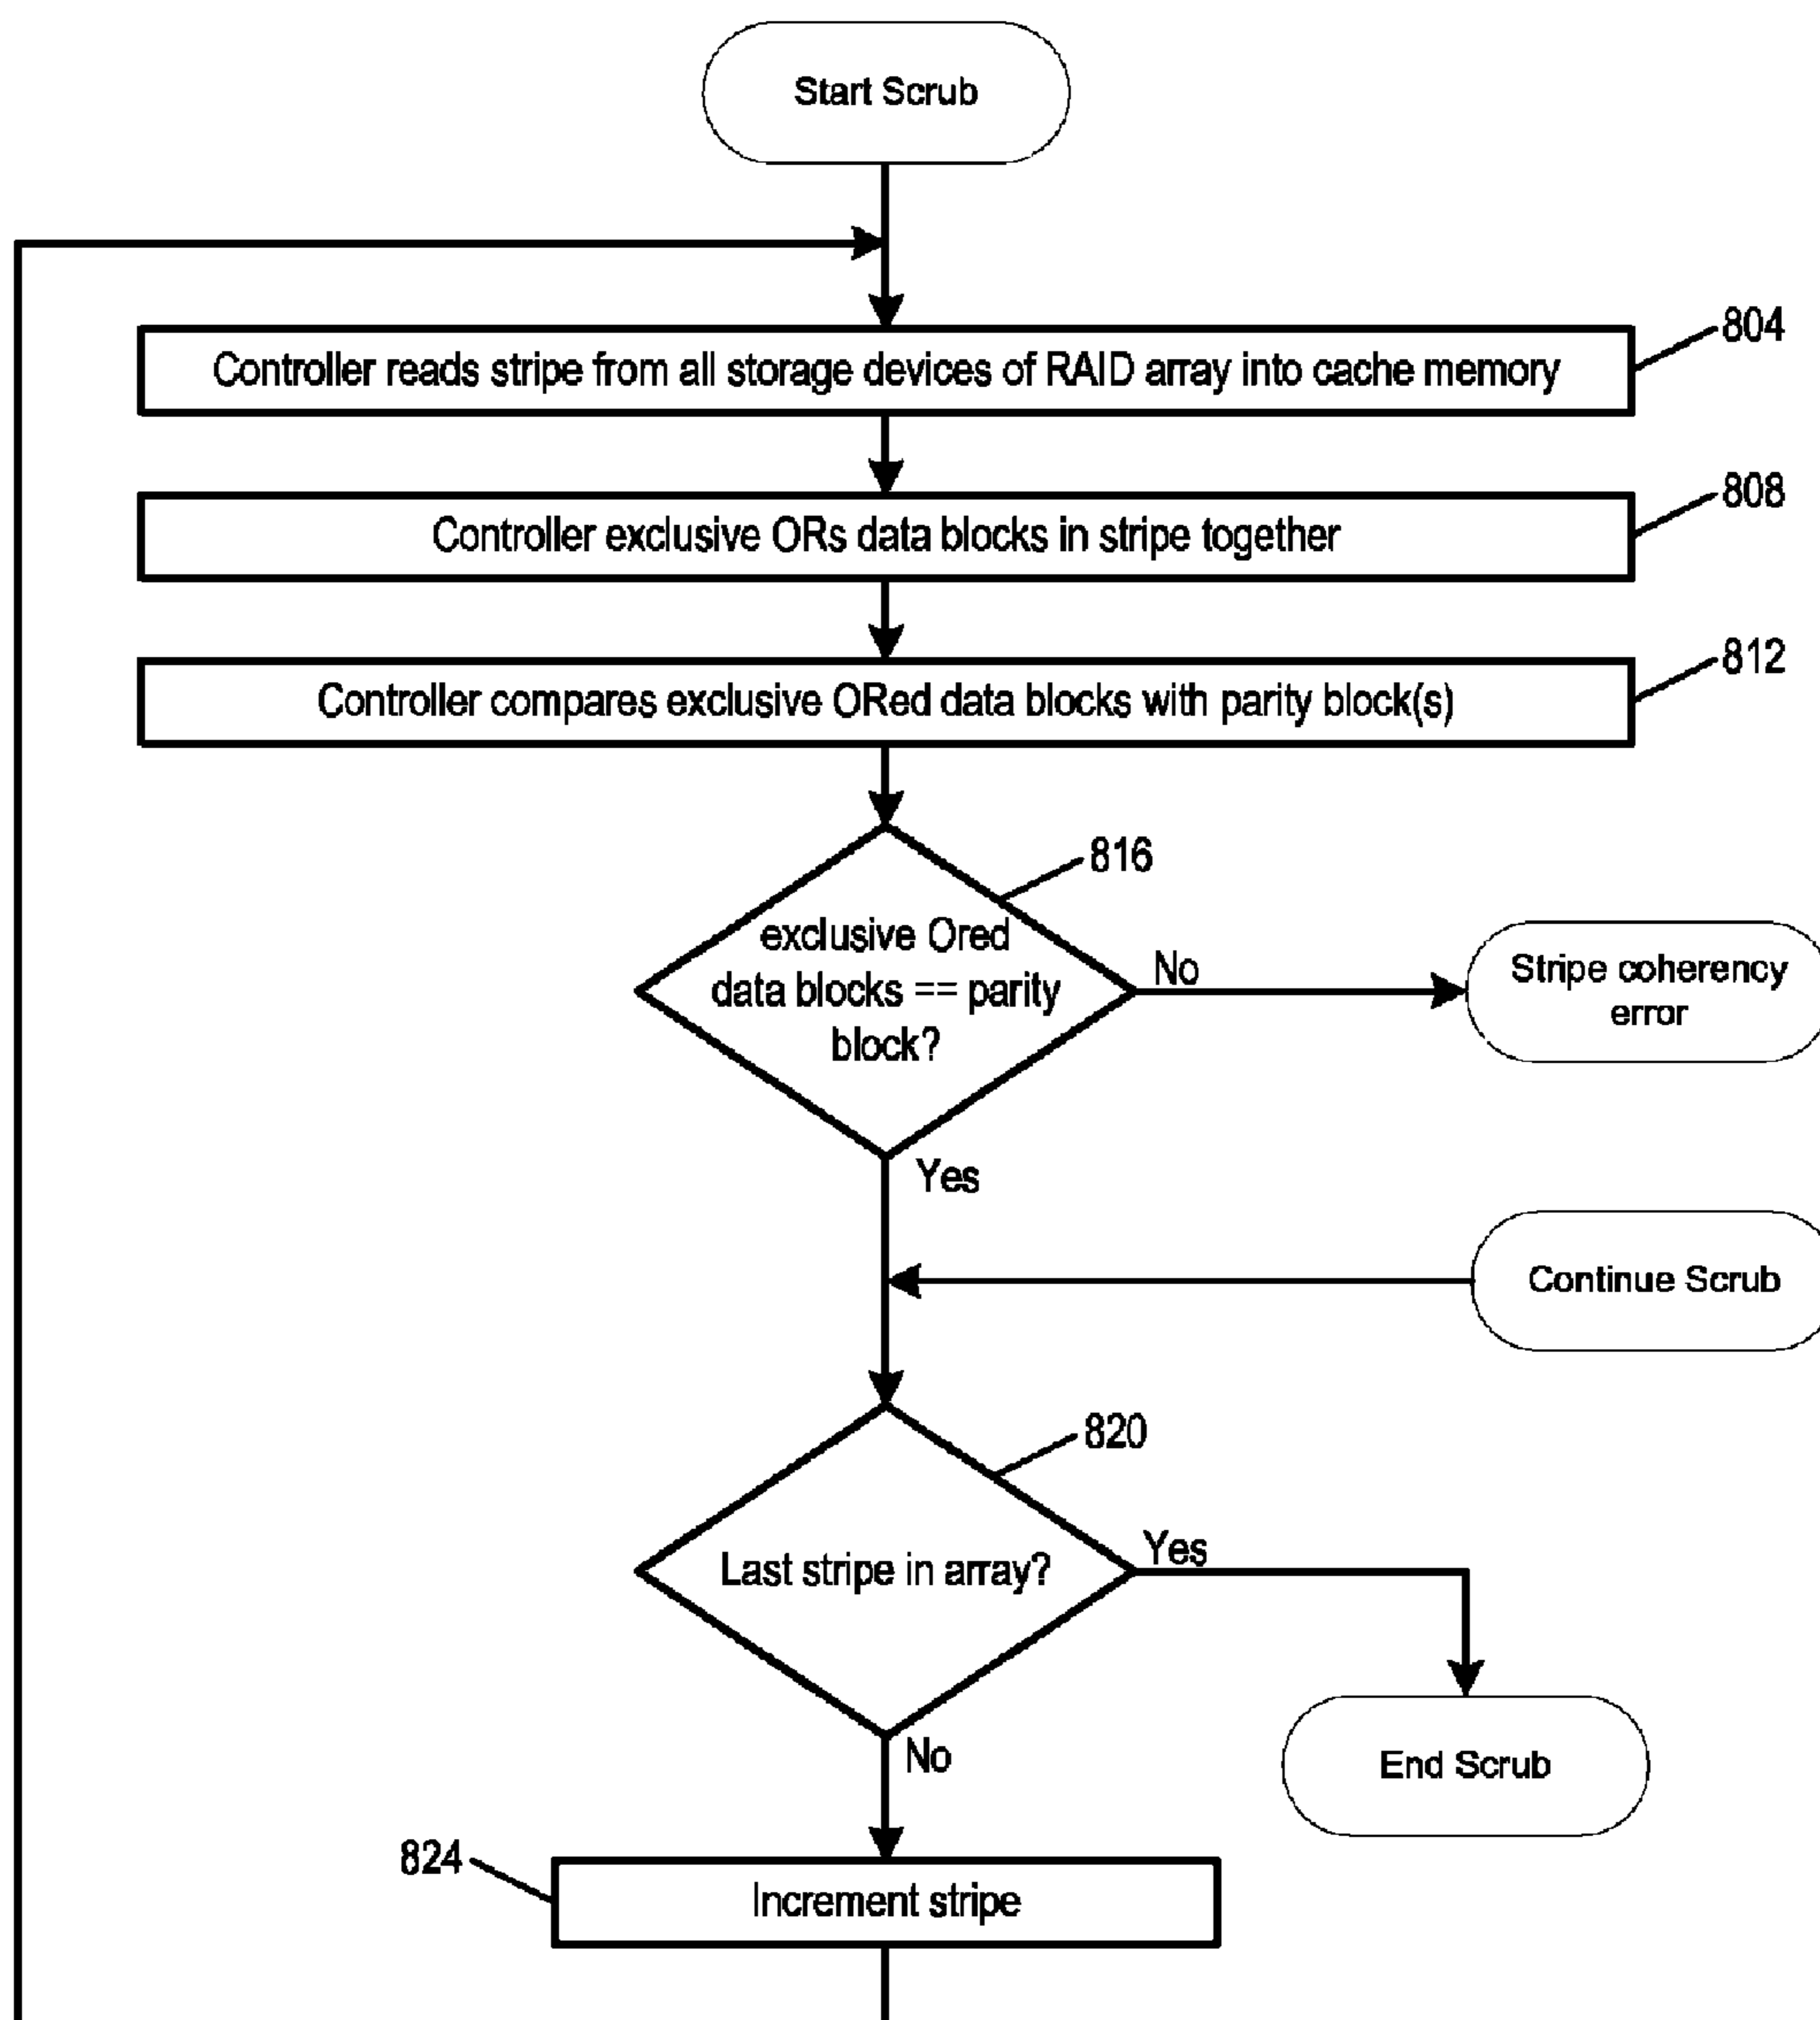 Start Scrub
804
Controller reads stripe from all storage devices of RAID array into cache memory
808
Controller exclusive ORs data blocks in stripe together
812
Controller compares exclusive ORed data blocks with parity block(s)
816
exclusive Ored
data blocks == parity
block?
No
Stripe coherency
error
Yes
Continue Scrub
820
Last stripe in array?
Yes
No
End Scrub
824
Increment stripe